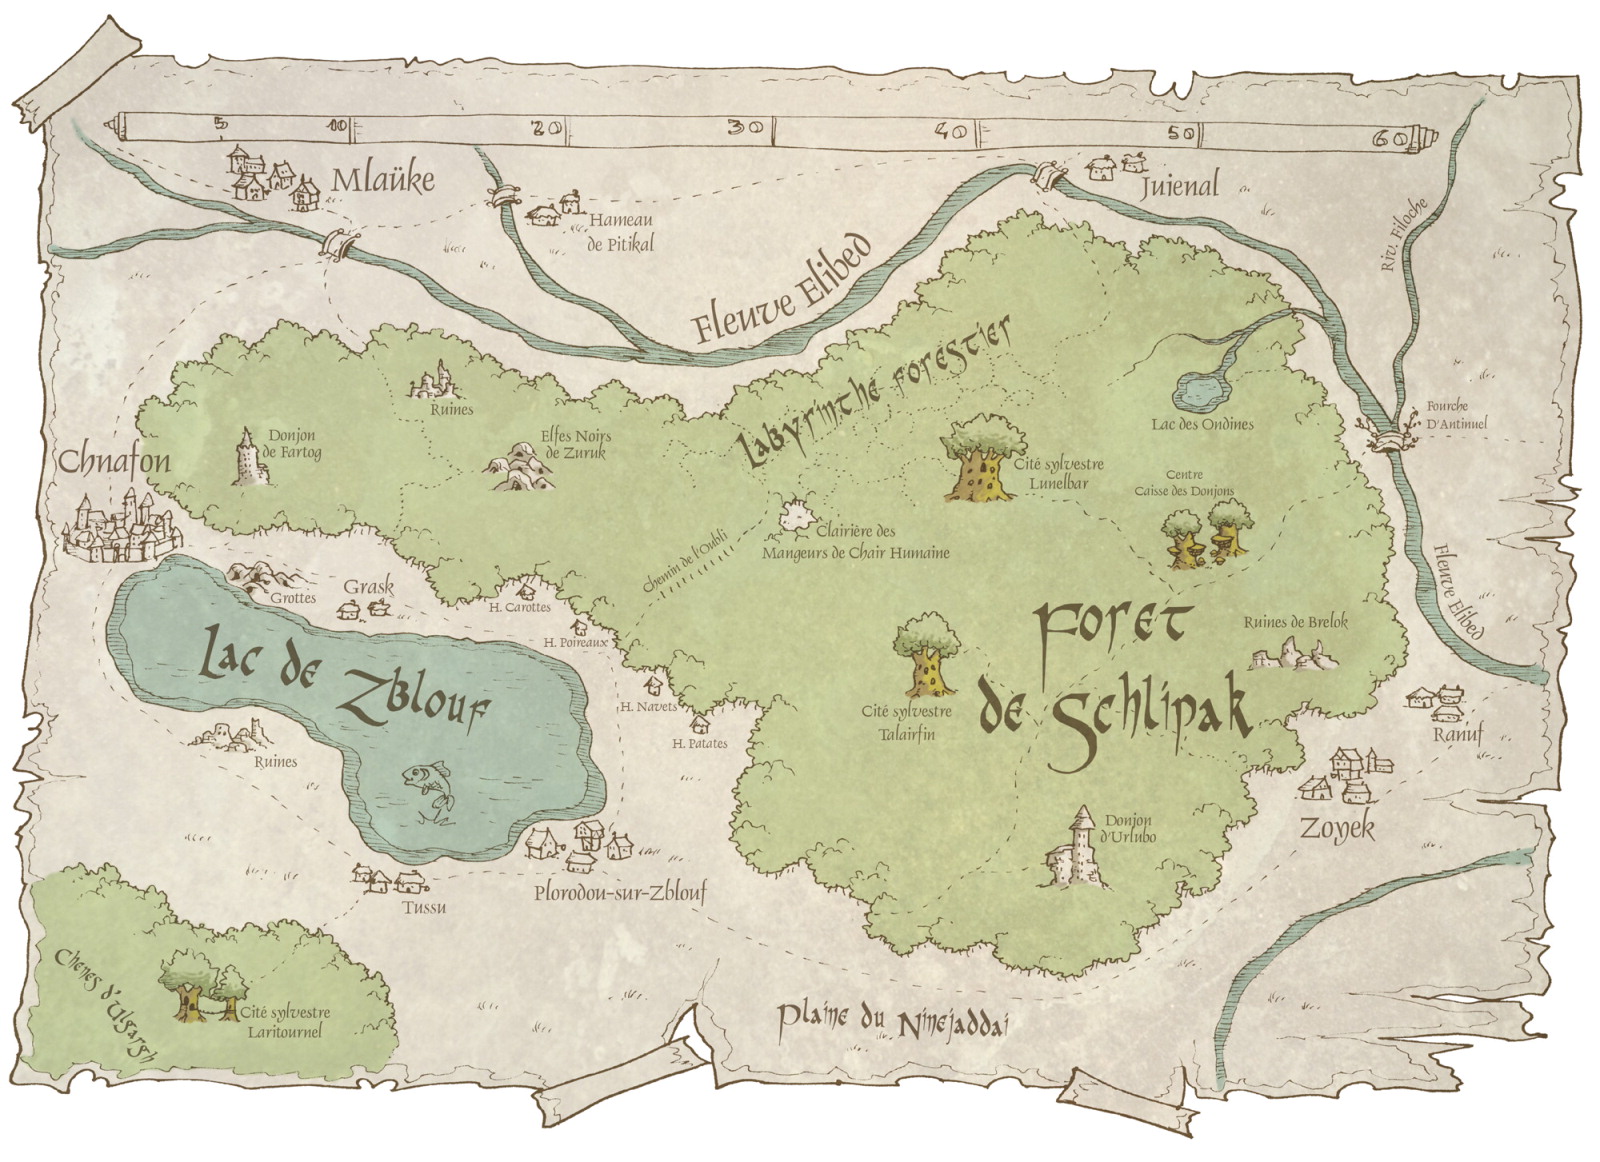 5 10 20 30 40 50 60
Mlaüke
Juienal
Hameau
de Pitikal
Riv. Filoche
Fleuve Elibed
Labyrinthe forestier
Ruines
Lac des Ondines
Fourche
D'Antinuel
Donjon
de Fartog
Elfes Noirs
de Zuruk
Chnafon
Cité sylvestre
Lunelbar
Centre
Caisse des Donjons
Clairière des
Mangeurs de Chair Humaine
Chemin de l'Oubli
Fleuve Elibed
Grottes
Grask
H. Carottes
H. Poireaux
Foret
de Schlipak
Ruines de Brelok
Lac de
Zblouf
H. Navets
H. Patates
Cité sylvestre
Talairfin
Ranuf
Ruines
Donjon
d'Urlubo
Zoyek
Plorodou-sur-Zblouf
Tussu
Chenes d'Ulgargh
Cité sylvestre
Laritournel
Plaine du Ninejaddai